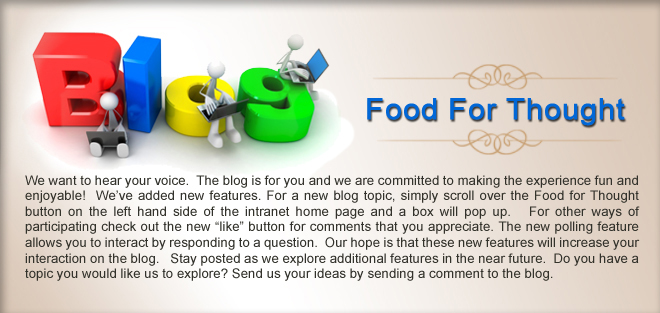 Blog
Food For Thought
We want to hear your voice.  The blog is for you and we are committed to making the experience fun and
enjoyable!  We've added new features. For a new blog topic, simply scroll over the Food for Thought
button on the left hand side of the intranet home page and a box will pop up.   For other ways of
participating check out the new “like” button for comments that you appreciate. The new polling feature
allows you to interact by responding to a question.  Our hope is that these new features will increase your
interaction on the blog.   Stay posted as we explore additional features in the near future.  Do you have a
topic you would like us to explore? Send us your ideas by sending a comment to the blog.